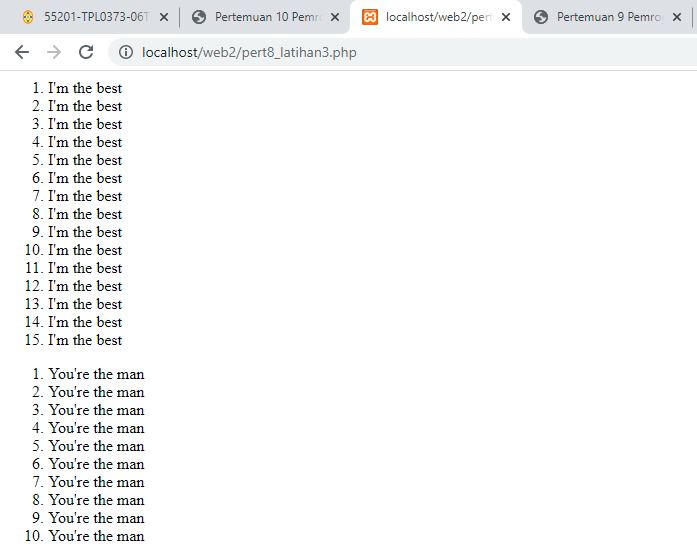 55201-TPL0373-06T
Pertemuan 10 Pemr
localhost/web2/pert
Pertemuan 9 Pemro
localhost/web2/pert8_latihan3.php
1. I'm the best
2. I'm the best
3. I'm the best
4. I'm the best
5. I'm the best
6. I'm the best
7. I'm the best
8. I'm the best
9. I'm the best
10. I'm the best
11. I'm the best
12. I'm the best
13. I'm the best
14. I'm the best
15. I'm the best
1. You're the man
2. You're the man
3. You're the man
4. You're the man
5. You're the man
6. You're the man
7. You're the man
8. You're the man
9. You're the man
10. You're the man